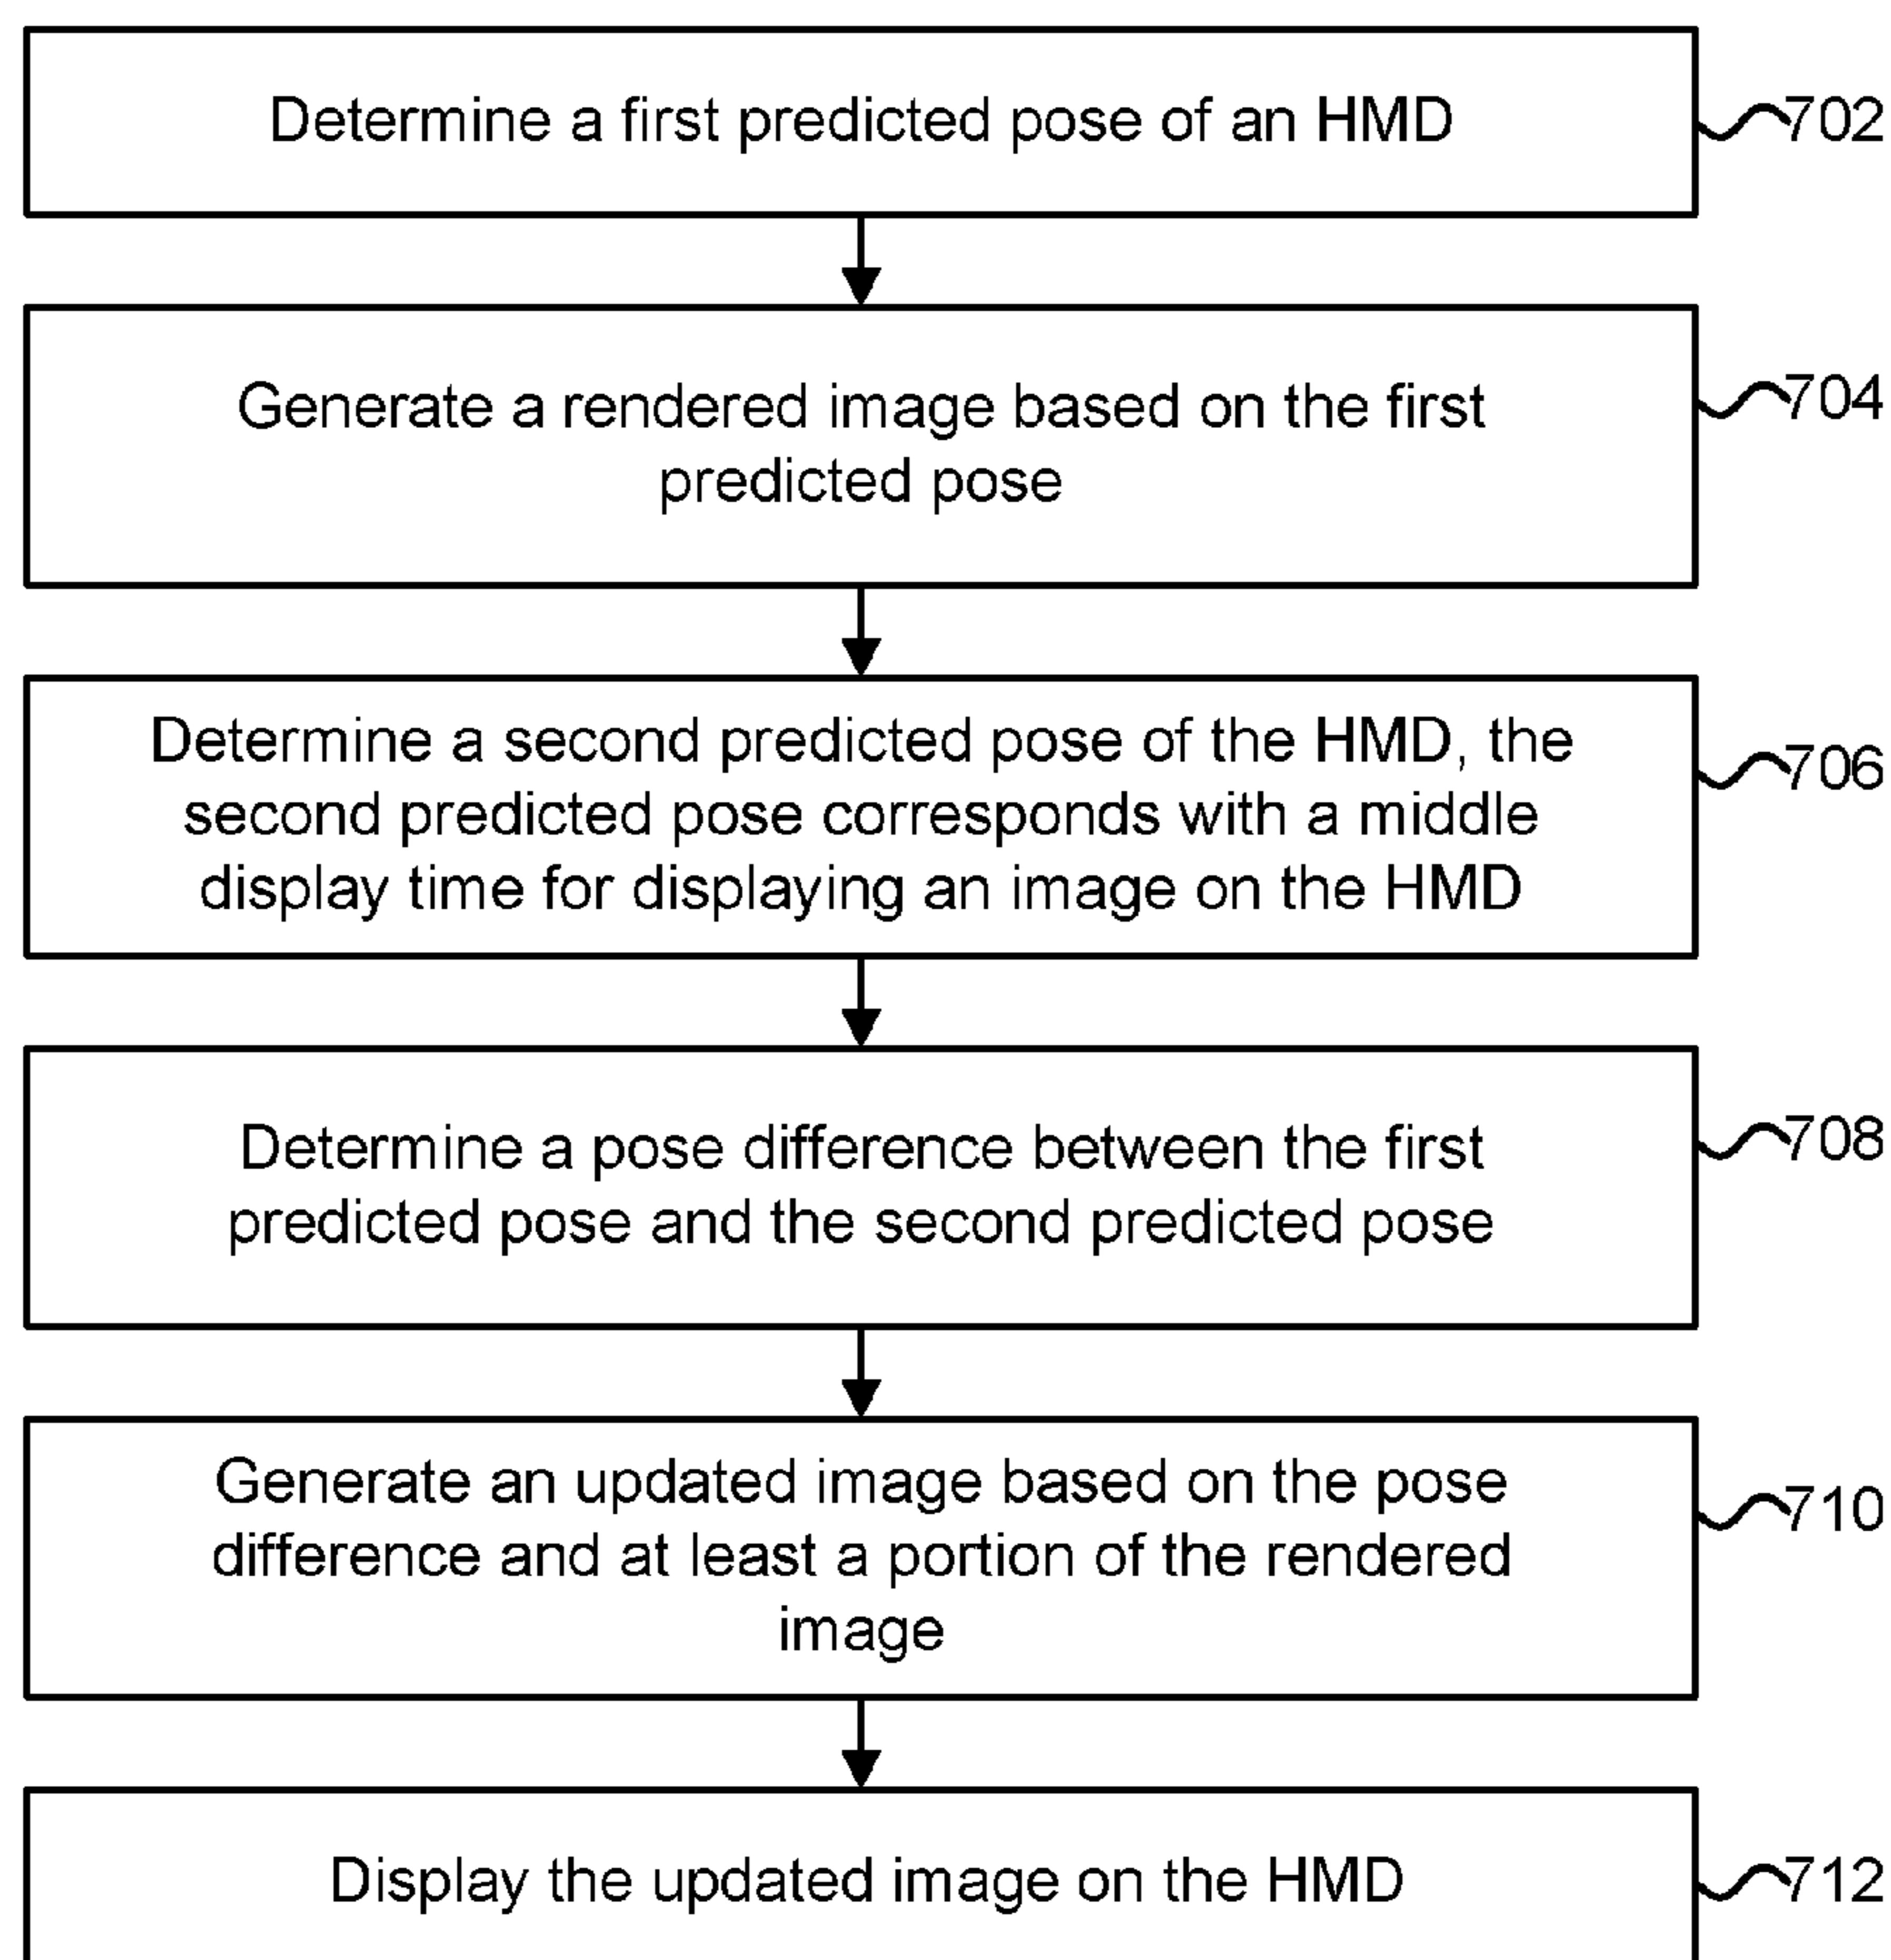 Determine a first predicted pose of an HMD
702
Generate a rendered image based on the first
predicted pose
704
Determine a second predicted pose of the HMD, the
second predicted pose corresponds with a middle
display time for displaying an image on the HMD
706
Determine a pose difference between the first
predicted pose and the second predicted pose
708
Generate an updated image based on the pose
difference and at least a portion of the rendered
image
710
Display the updated image on the HMD
712